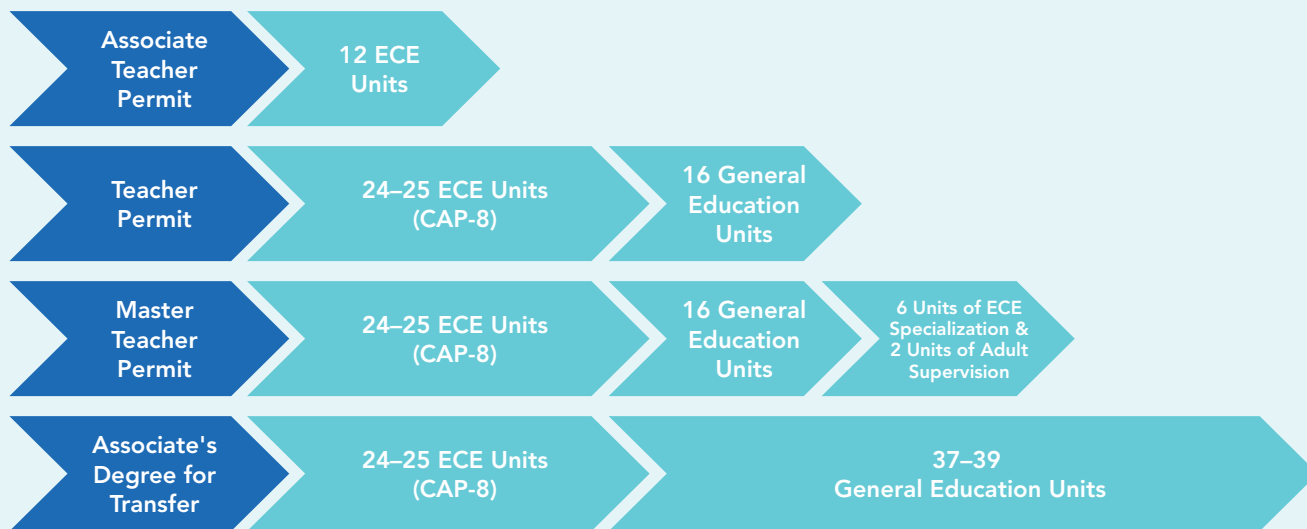 Associate
Teacher
Permit
12 ECE
Units
Teacher
Permit
24–25 ECE Units
(CAP-8)
16 General
Education
Units
Master
Teacher
Permit
24–25 ECE Units
(CAP-8)
16 General
Education
Units
6 Units of ECE
Specialization &
2 Units of Adult
Supervision
Associate's
Degree for
Transfer
24–25 ECE Units
(CAP-8)
37–39
General Education Units